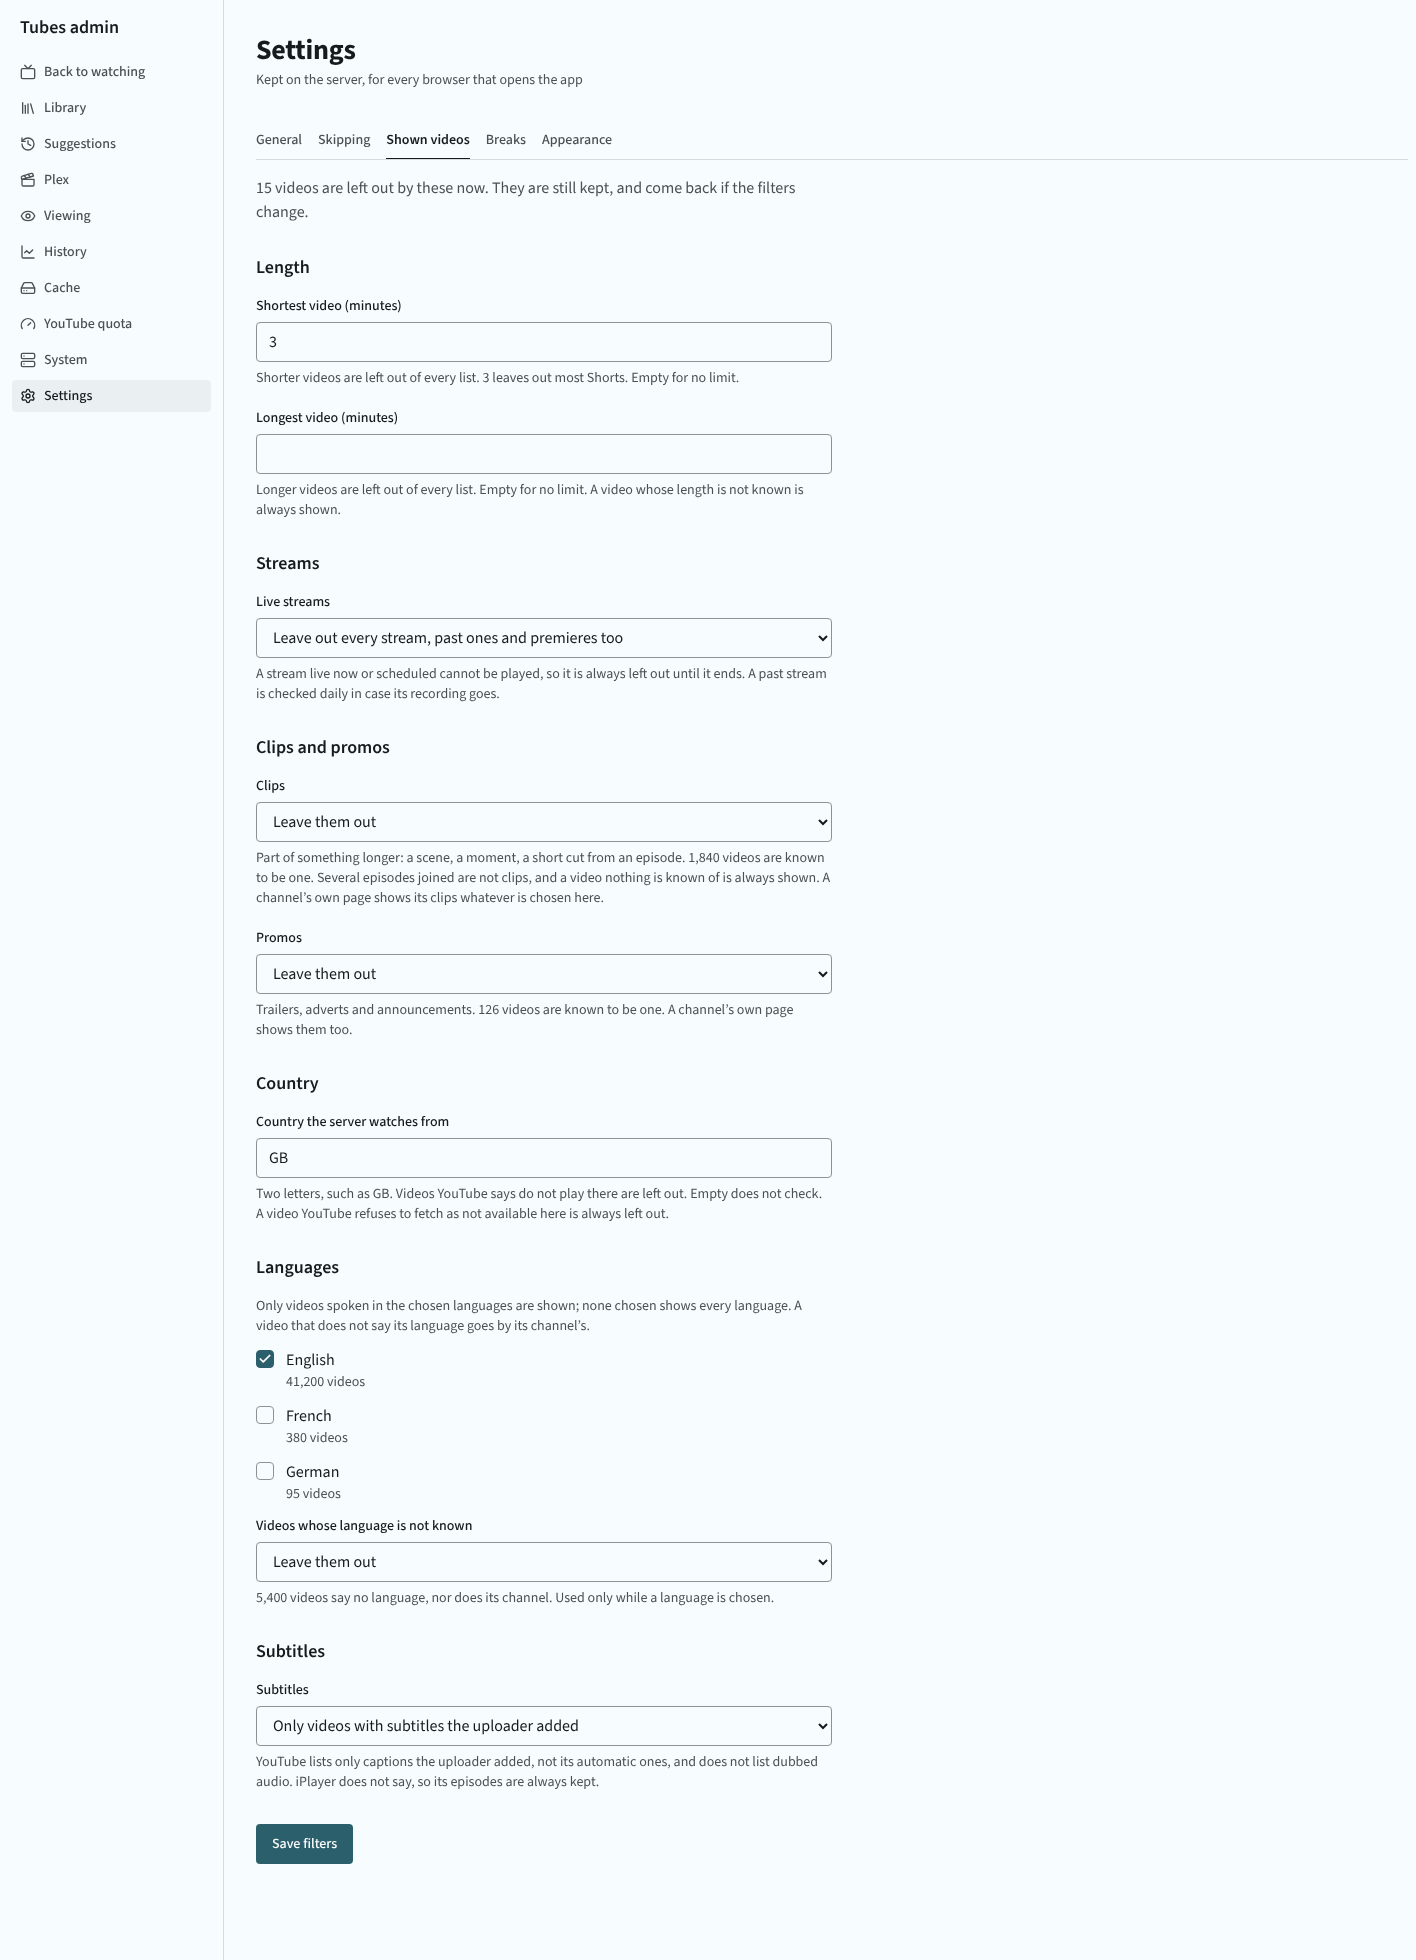 Tubes admin
Back to watching
Library
Suggestions
Plex
Viewing
History
Cache
YouTube quota
System
Settings
Settings
Kept on the server, for every browser that opens the app
General Skipping Shown videos Breaks Appearance
15 videos are left out by these now. They are still kept, and come back if the filters
change.
Length
Shortest video (minutes)
3
Shorter videos are left out of every list. 3 leaves out most Shorts. Empty for no limit.
Longest video (minutes)
Longer videos are left out of every list. Empty for no limit. A video whose length is not known is
always shown.
Streams
Live streams
Leave out every stream, past ones and premieres too
A stream live now or scheduled cannot be played, so it is always left out until it ends. A past stream
is checked daily in case its recording goes.
Clips and promos
Clips
Leave them out
Part of something longer: a scene, a moment, a short cut from an episode. 1,840 videos are known
to be one. Several episodes joined are not clips, and a video nothing is known of is always shown. A
channel’s own page shows its clips whatever is chosen here.
Promos
Leave them out
Trailers, adverts and announcements. 126 videos are known to be one. A channel’s own page
shows them too.
Country
Country the server watches from
GB
Two letters, such as GB. Videos YouTube says do not play there are left out. Empty does not check.
A video YouTube refuses to fetch as not available here is always left out.
Languages
Only videos spoken in the chosen languages are shown; none chosen shows every language. A
video that does not say its language goes by its channel’s.
English
41,200 videos
French
380 videos
German
95 videos
Videos whose language is not known
Leave them out
5,400 videos say no language, nor does its channel. Used only while a language is chosen.
Subtitles
Subtitles
Only videos with subtitles the uploader added
YouTube lists only captions the uploader added, not its automatic ones, and does not list dubbed
audio. iPlayer does not say, so its episodes are always kept.
Save filters